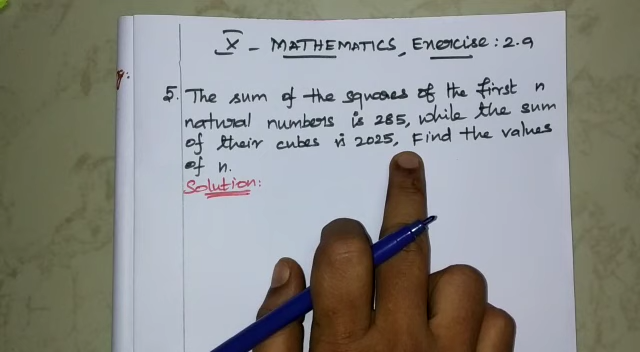 X - MATHEMATICS, Exercise: 2.9
5. The sum of the squares of the first n
natural numbers is 285, while the sum
of their cubes is 2025, Find the values
of n.
Solution: